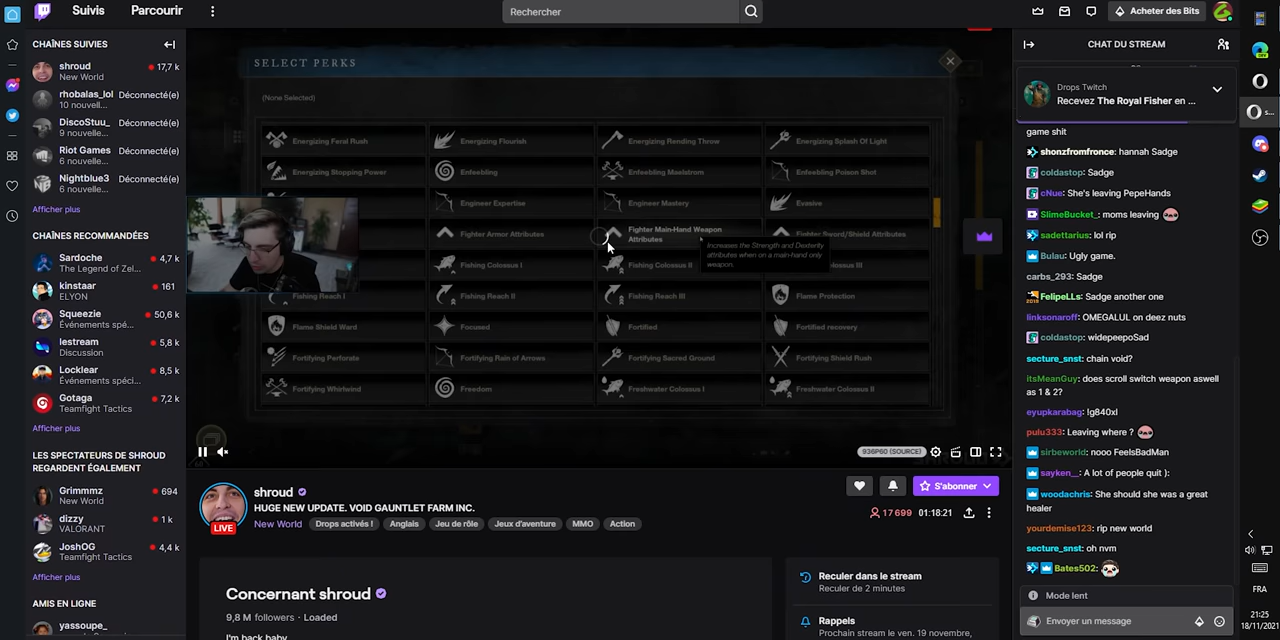 Suivis
Parcourir
Rechercher
Acheter des Bits
CHAÎNES SUIVIES
shroud
17,7 k
New World
rhobalas_lol
Déconnecté(e)
10 nouvelle...
DiscoStuu_
Déconnecté(e)
9 nouvelle...
Riot Games
Déconnecté(e)
6 nouvelle...
Nightblue3
Déconnecté(e)
6 nouvelle...
Afficher plus
CHAÎNES RECOMMANDÉES
Sardoche
4,7 k
The Legend of Zel...
kinstaar
161
ELYON
Squeezie
50,6 k
Événements spé...
lestream
5,8 k
Discussion
Locklear
8,5 k
Événements spéci...
Gotaga
7,2 k
Teamfight Tactics
Afficher plus
LES SPECTATEURS DE SHROUD REGARDENT ÉGALEMENT
Grimmmz
694
New World
dizzy
1 k
VALORANT
JoshOG
4,4 k
Teamfight Tactics
Afficher plus
AMIS EN LIGNE
yassoupe_
SELECT PERKS
(None Selected)
Energizing Feral Rush
Energizing Flourish
Energizing Rending Throw
Energizing Splash Of Light
Energizing Stopping Power
Enfeebling
Enfeebling Maelstrom
Enfeebling Poison Shot
Engineer Expertise
Engineer Mastery
Evasive
Fighter Armor Attributes
Fighter Main-Hand Weapon
Attributes
Fighter Sword/Shield Attributes
Increases the Strength and Dexterity
attributes when on a main-hand only
weapon.
Fishing Colossus I
Fishing Colossus II
Fishing Reach I
Fishing Reach II
Fishing Reach III
Flame Protection
Flame Shield Ward
Focused
Fortified
Fortified recovery
Fortifying Perforate
Fortifying Rain of Arrows
Fortifying Sacred Ground
Fortifying Shield Rush
Fortifying Whirlwind
Freedom
Freshwater Colossus I
Freshwater Colossus II
936P60 (SOURCE)
shroud
HUGE NEW UPDATE. VOID GAUNTLET FARM INC.
New World
Drops activés !
Anglais
Jeu de rôle
Jeux d'aventure
MMO
Action
LIVE
S'abonner
17 699
01:18:21
Concernant shroud
9,8 M followers · Loaded
I'm back baby
Reculer dans le stream
Reculer de 2 minutes
Rappels
Prochain stream le ven. 19 novembre,
CHAT DU STREAM
Drops Twitch
Recevez The Royal Fisher en ...
game shit
shonzfromfronce: hannah Sadge
coldastop: Sadge
cNue: She's leaving PepeHands
SlimeBucket_: moms leaving
sadettarius: lol rip
Bulau: Ugly game.
carbs_293: Sadge
FelipeLLs: Sadge another one
linksonaroff: OMEGALUL on deez nuts
coldastop: widepeepoSad
secture_snst: chain void?
itsMeanGuy: does scroll switch weapon aswell
as 1 & 2?
eyupkarabag: !g840xl
pulu333: Leaving where ?
sirbeworld: nooo FeelsBadMan
sayken__: A lot of people quit ):
woodachris: She should she was a great
healer
yourdemise123: rip new world
secture_snst: oh nvm
Bates502:
Mode lent
Envoyer un message
FRA
21:25
18/11/2021